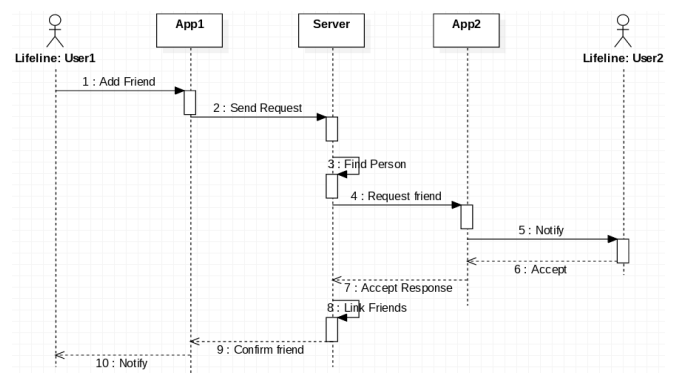 App1
Server
App2
Lifeline: User1
Lifeline: User2
1 : Add Friend
2 : Send Request
3 : Find Person
4 : Request friend
5 : Notify
6 : Accept
7 : Accept Response
8 : Link Friends
9 : Confirm friend
10 : Notify